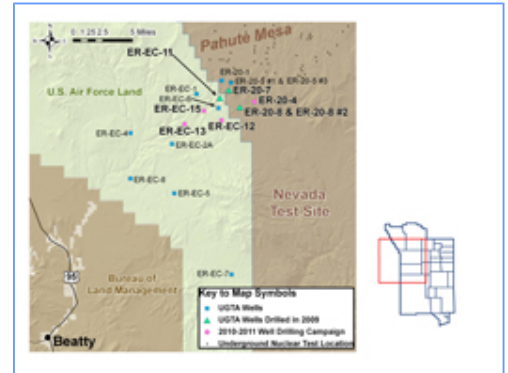 0 1.25 2.5 5 Miles
Pahute Mesa
ER-EC-11
ER-20-1
ER-20-5 #1 & ER-20-5 #3
U.S. Air Force Land
ER-EC-1
ER-20-7
ER-EC-6
ER-20-4
ER-EC-15
ER-20-8 & ER-20-8 #2
ER-EC-13
ER-EC-12
ER-EC-4
ER-EC-2A
ER-EC-8
ER-EC-5
Nevada
Test Site
95
ER-EC-7
Bureau of
Land Management
Key to Map Symbols
UGTA Wells
UGTA Wells Drilled in 2009
2010-2011 Well Drilling Campaign
Underground Nuclear Test Location
Beatty